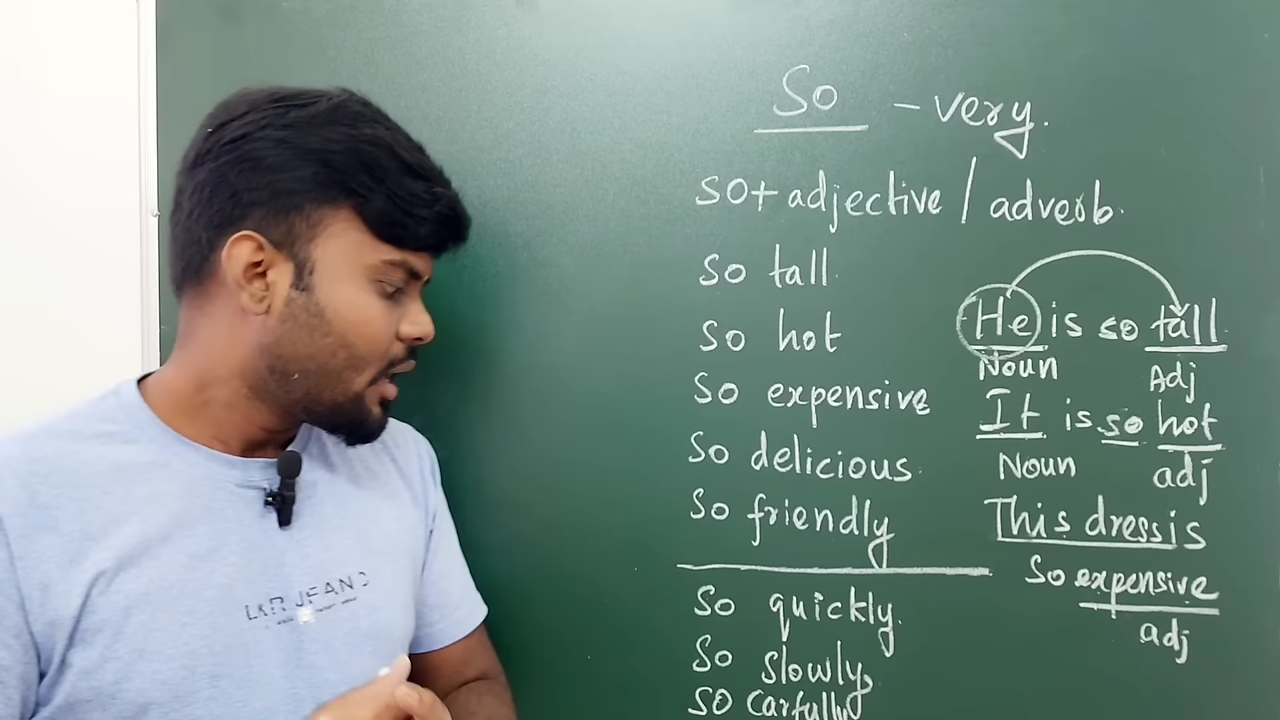 So - very.
so+ adjective / adverb.
so tall
so hot
So expensive
So delicious
So friendly
So quickly.
So slowly,
so carfully
He is so tall
Noun Adj
It is so hot
Noun adj
This dress is
So expensive
adj